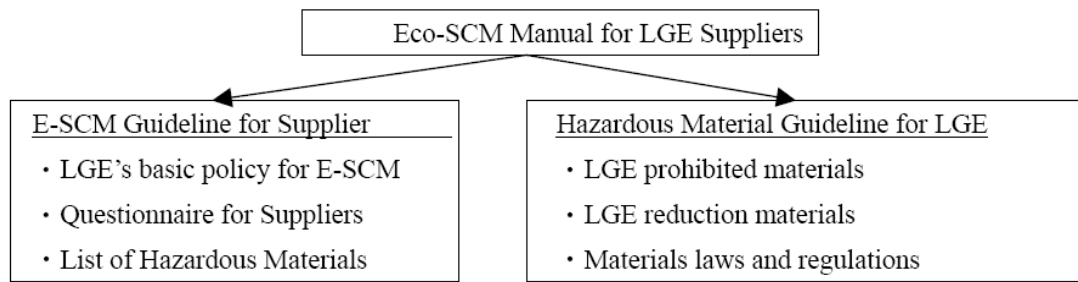 Eco-SCM Manual for LGE Suppliers
E-SCM Guideline for Supplier
・LGE’s basic policy for E-SCM
・Questionnaire for Suppliers
・List of Hazardous Materials
Hazardous Material Guideline for LGE
・LGE prohibited materials
・LGE reduction materials
・Materials laws and regulations